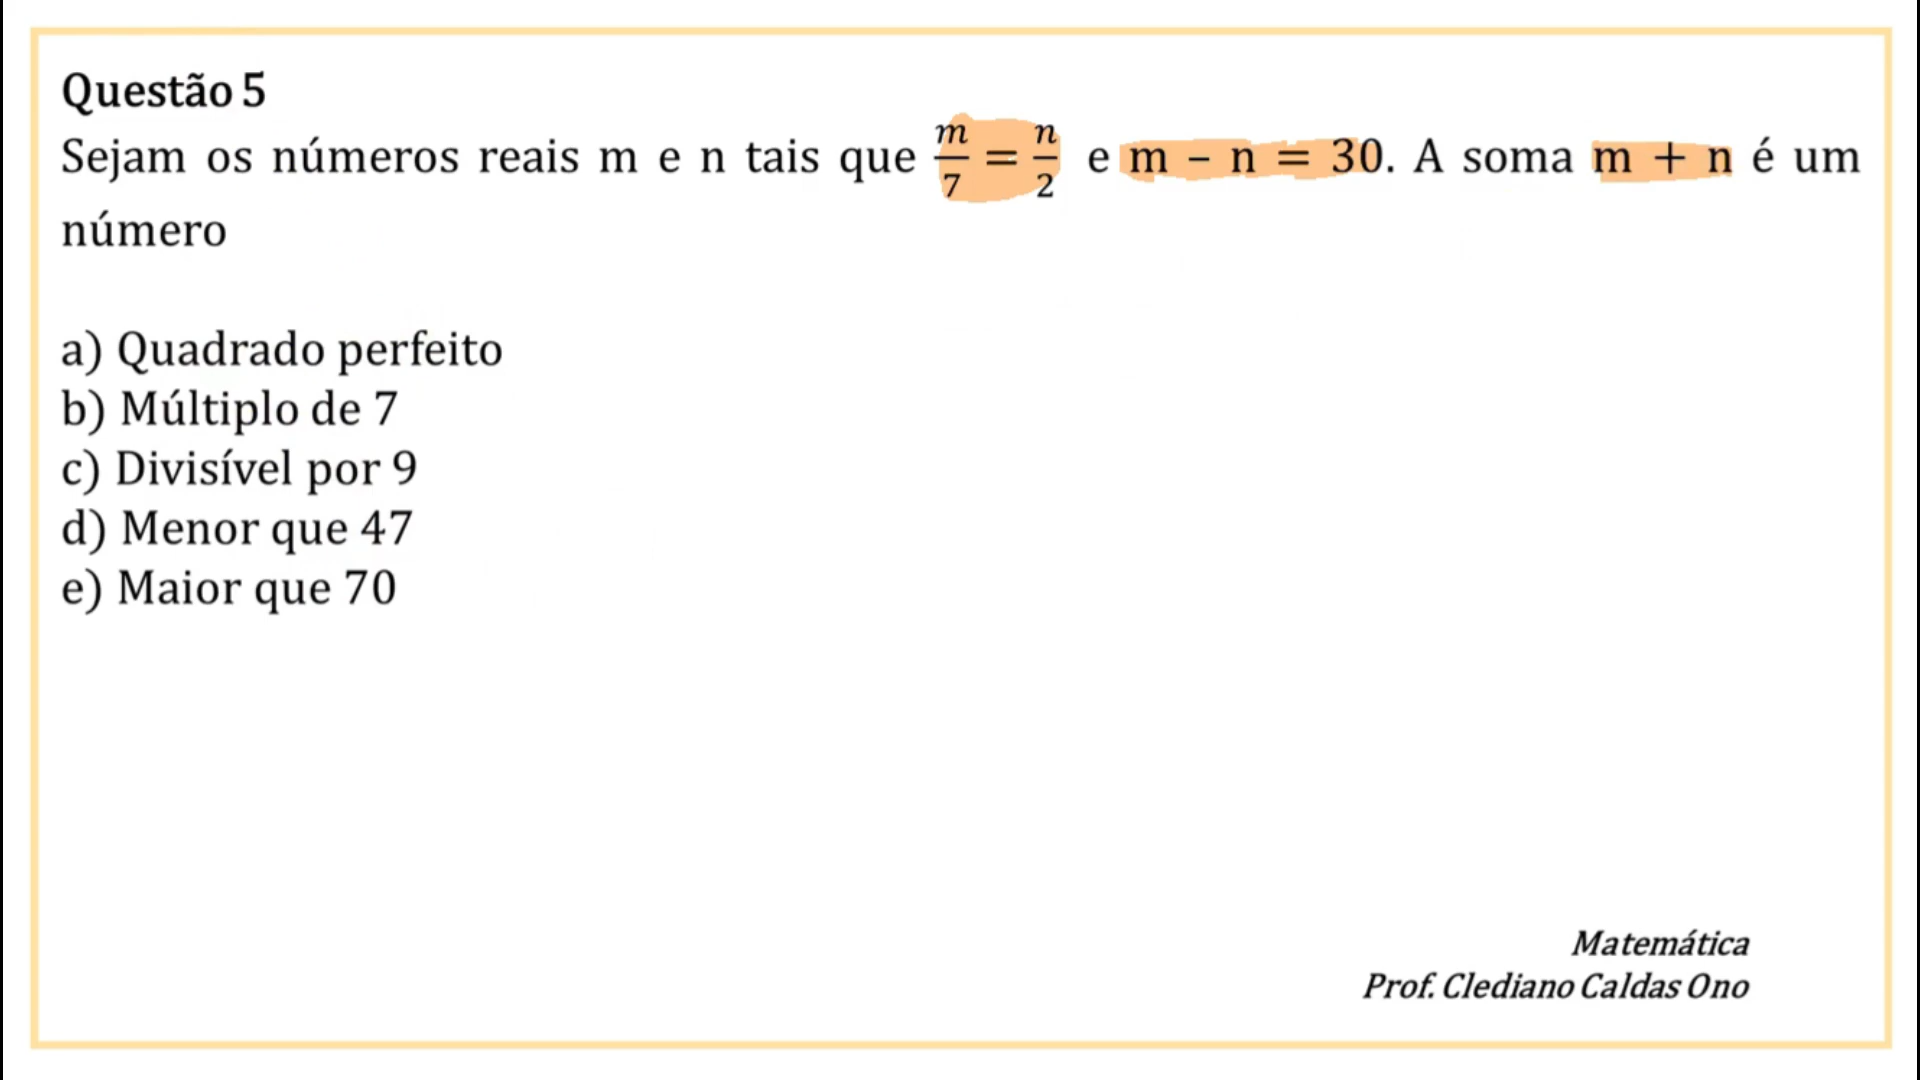 Questão 5
Sejam os números reais m e n tais que m/7 = n/2 e m – n = 30. A soma m + n é um
número
a) Quadrado perfeito
b) Múltiplo de 7
c) Divisível por 9
d) Menor que 47
e) Maior que 70
Matemática
Prof. Clediano Caldas Ono